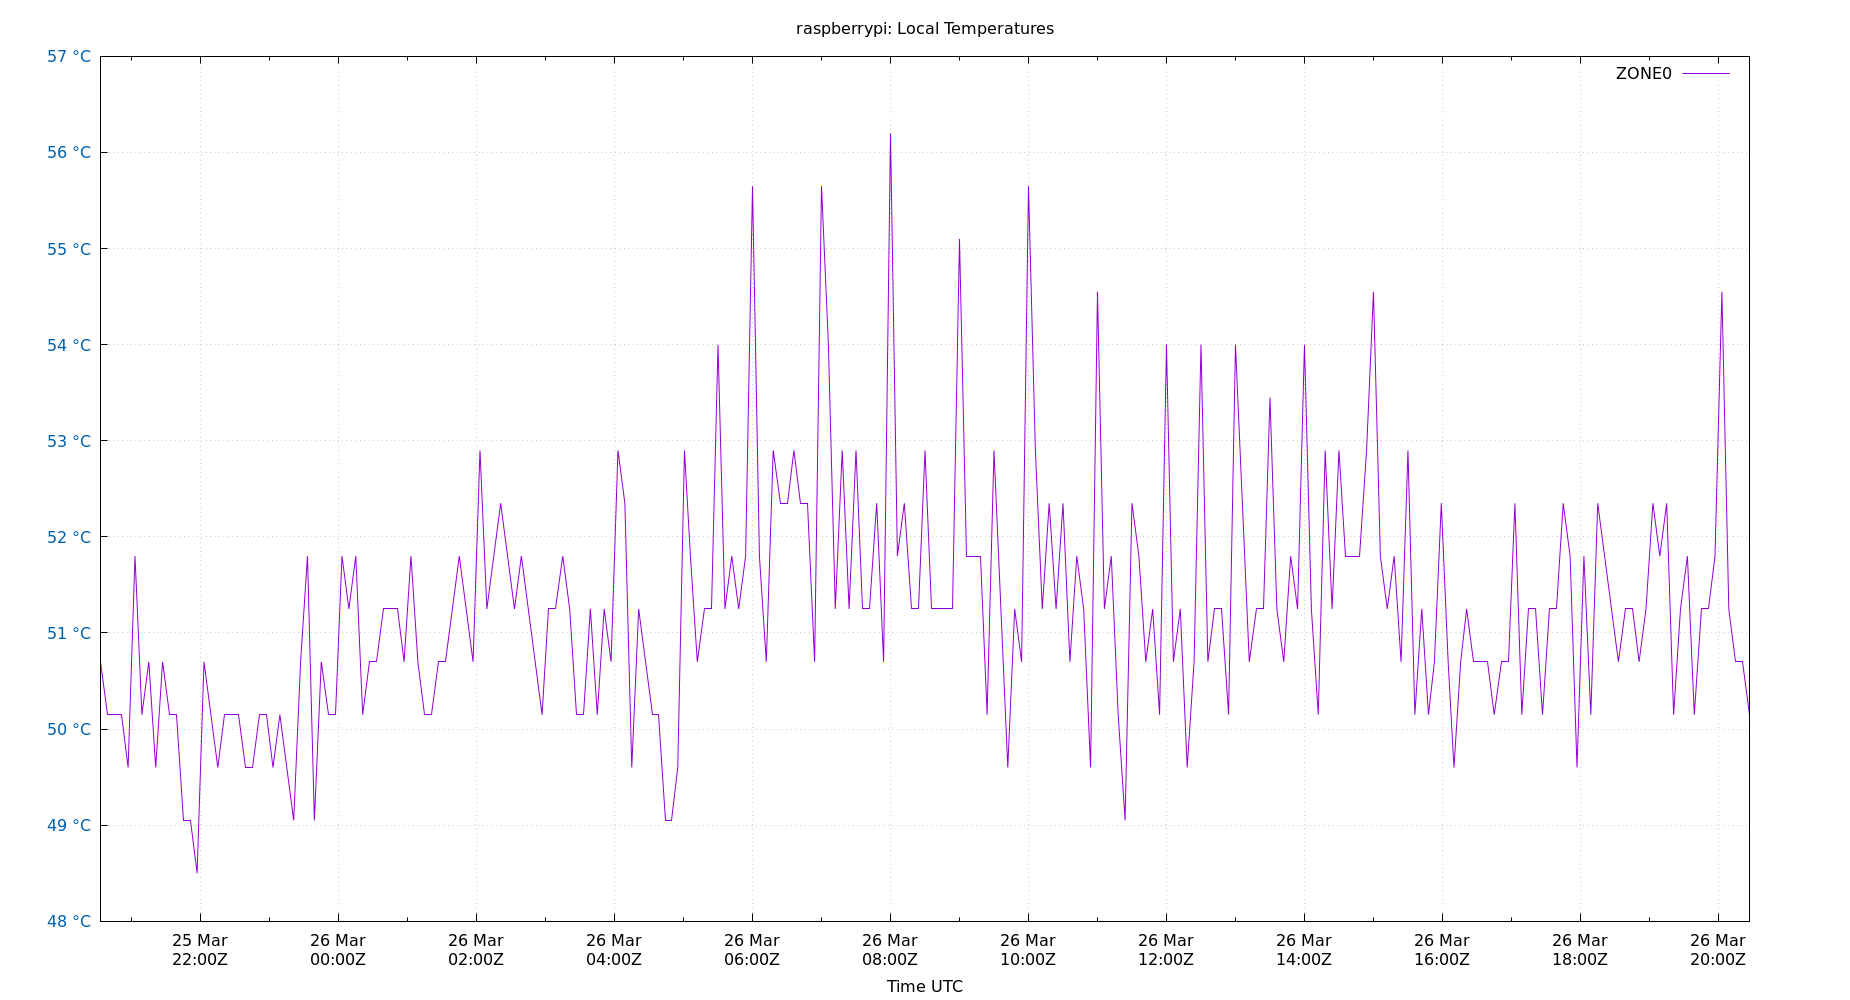 raspberrypi: Local Temperatures
57 °C
ZONE0
56 °C
55 °C
54 °C
53 °C
52 °C
51 °C
50 °C
49 °C
48 °C
25 Mar 26 Mar 26 Mar 26 Mar 26 Mar 26 Mar 26 Mar 26 Mar 26 Mar 26 Mar 26 Mar 26 Mar
22:00Z 00:00Z 02:00Z 04:00Z 06:00Z 08:00Z 10:00Z 12:00Z 14:00Z 16:00Z 18:00Z 20:00Z
Time UTC